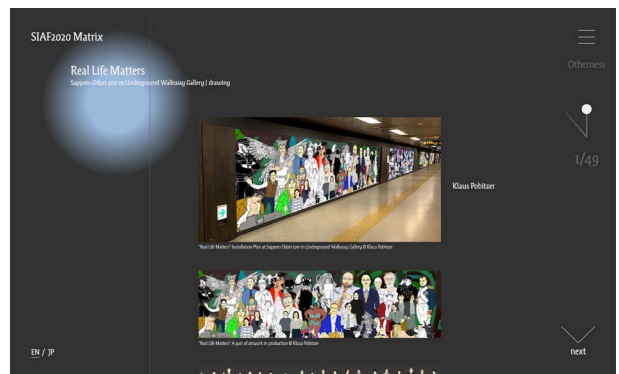 SIAF2020 Matrix
Real Life Matters
Sapporo Odori 500-m Underground Walkway Gallery | drawing
Otherness
1/49
Klaus Pobitzer
"Real Life Matters" Installation Plan at Sapporo Odori 500-m Underground Walkway Gallery © Klaus Pobitzer
"Real Life Matters" A part of artwork in production © Klaus Pobitzer
EN / JP
next